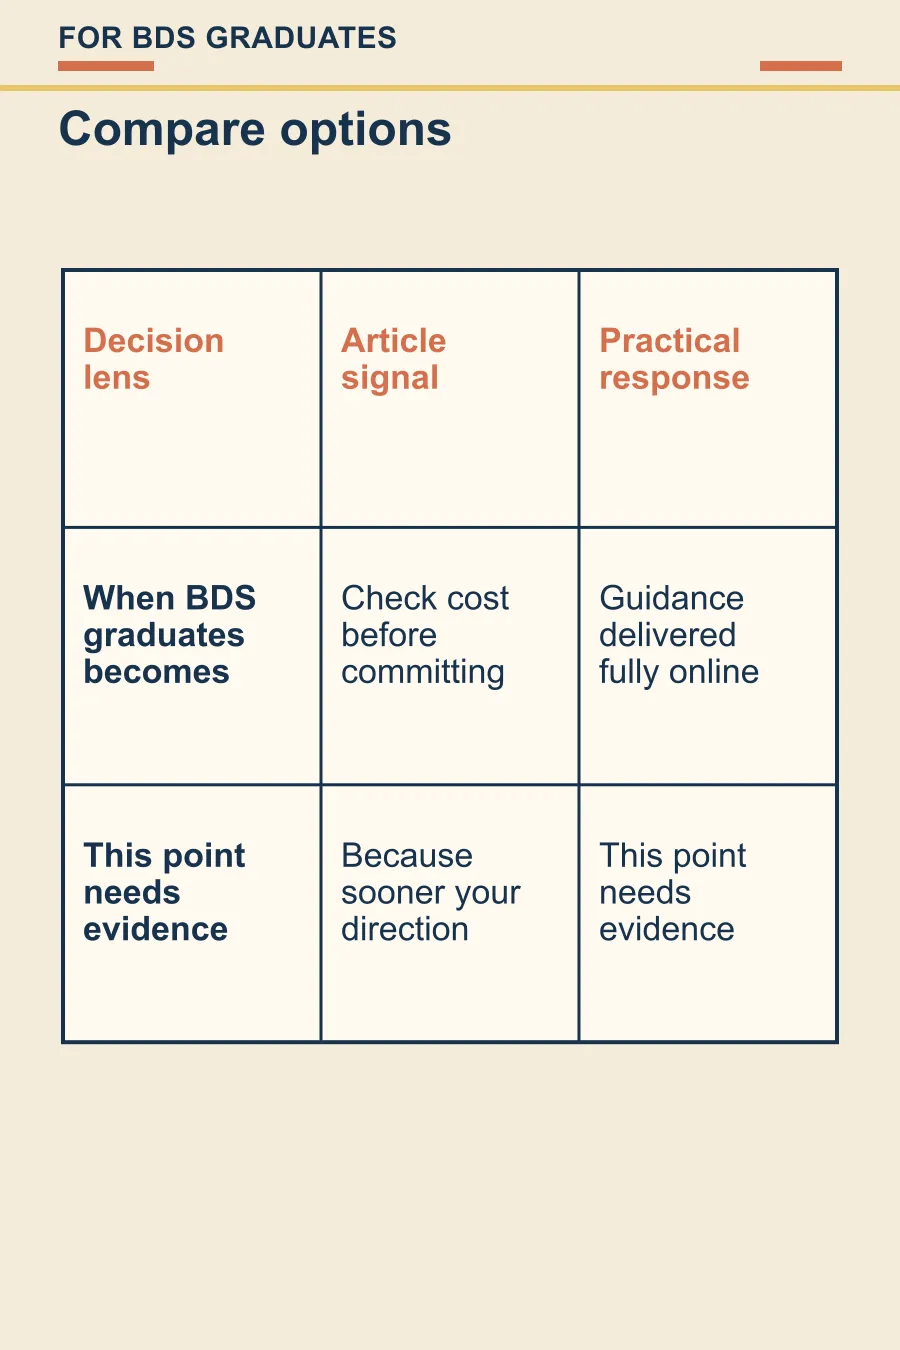 FOR BDS GRADUATES
Compare options
Decision
lens
Article
signal
Practical
response
When BDS
graduates
becomes
Check cost
before
committing
Guidance
delivered
fully online
This point
needs
evidence
Because
sooner your
direction
This point
needs
evidence